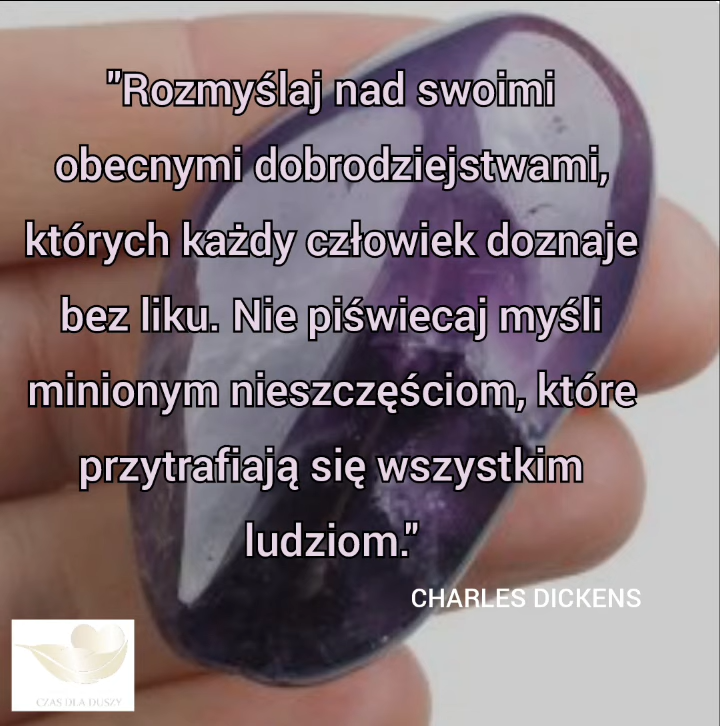 "Rozmyślaj nad swoimi
obecnymi dobrodziejstwami,
których każdy człowiek doznaje
bez liku. Nie piświecaj myśli
minionym nieszczęściom, które
przytrafiają się wszystkim
ludziom."
CHARLES DICKENS
CZAS DLA DUSZY